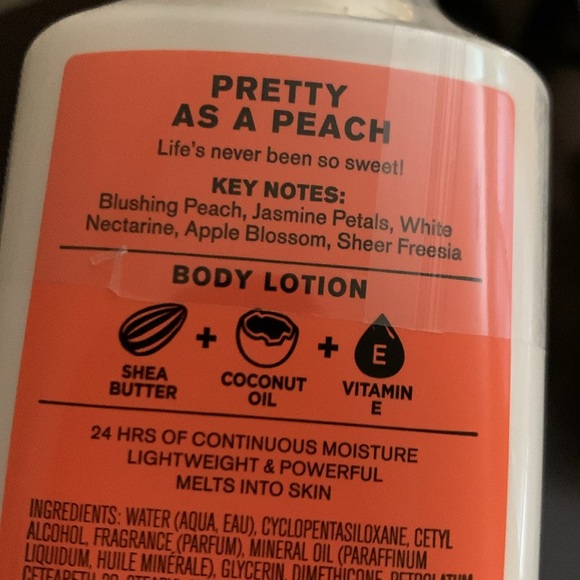 PRETTY
AS A PEACH
Life's never been so sweet!
KEY NOTES:
Blushing Peach, Jasmine Petals, White
Nectarine, Apple Blossom, Sheer Freesia
BODY LOTION
SHEA
BUTTER
+
COCONUT
OIL
+
E
VITAMIN
E
24 HRS OF CONTINUOUS MOISTURE
LIGHTWEIGHT & POWERFUL
MELTS INTO SKIN
INGREDIENTS: WATER (AQUA, EAU), CYCLOPENTASILOXANE, CETYL
ALCOHOL, FRAGRANCE (PARFUM), MINERAL OIL (PARAFFINUM
LIQUIDUM, HUILE MINÉRALE), GLYCERIN, DIMETHICONE, PETROLATUM,